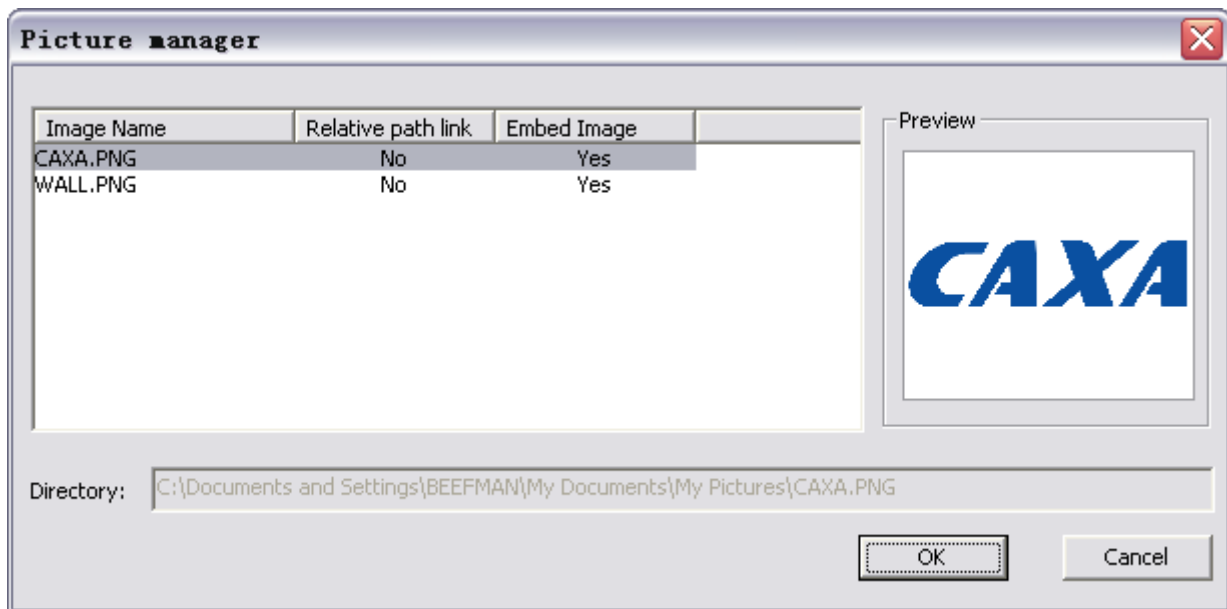 Picture manager
Image Name Relative path link Embed Image
CAXA.PNG No Yes
WALL.PNG No Yes
Preview
CAXA
Directory: C:\Documents and Settings\BEEFMAN\My Documents\My Pictures\CAXA.PNG
OK Cancel